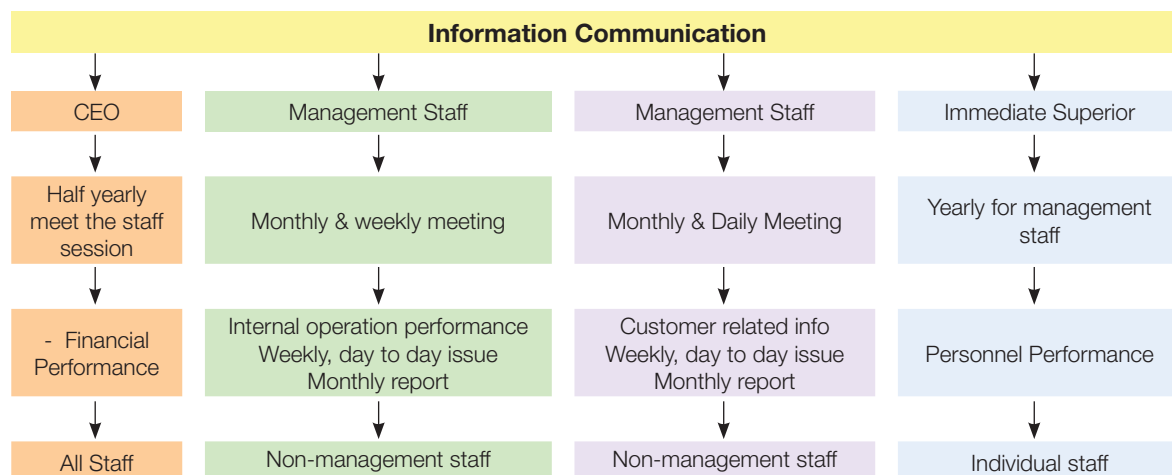 Information Communication
CEO
Management Staff
Management Staff
Immediate Superior
Half yearly
meet the staff
session
Monthly & weekly meeting
Monthly & Daily Meeting
Yearly for management
staff
- Financial
Performance
Internal operation performance
Weekly, day to day issue
Monthly report
Customer related info
Weekly, day to day issue
Monthly report
Personnel Performance
All Staff
Non-management staff
Non-management staff
Individual staff